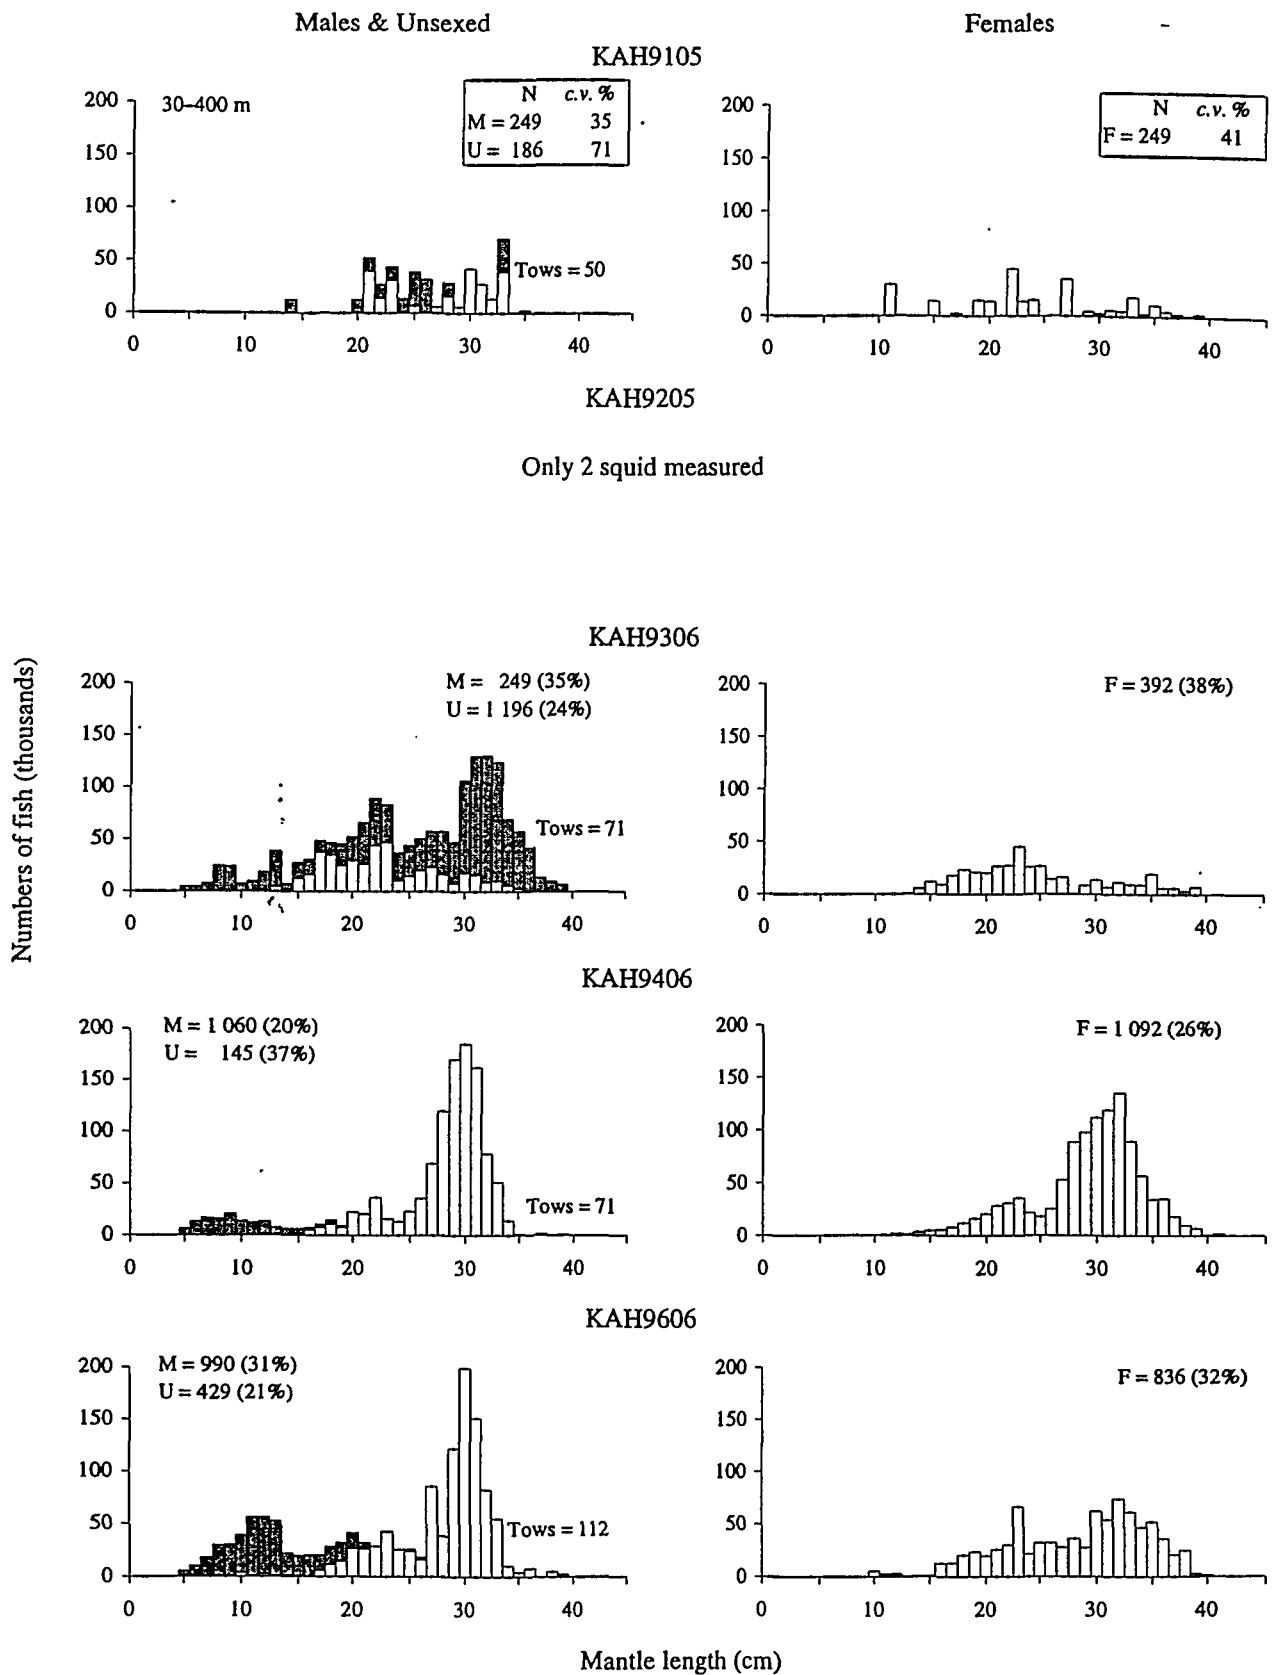 Males & Unsexed
Females
KAH9105
200
150
100
50
0
30–400 m
N c.v. %
M = 249 35
U = 186 71
Tows = 50
0 10 20 30 40
200
150
100
50
0
N c.v. %
F = 249 41
0 10 20 30 40
KAH9205
Only 2 squid measured
Numbers of fish (thousands)
KAH9306
200
150
100
50
0
M = 249 (35%)
U = 1 196 (24%)
Tows = 71
0 10 20 30 40
200
150
100
50
0
F = 392 (38%)
0 10 20 30 40
KAH9406
200
150
100
50
0
M = 1 060 (20%)
U = 145 (37%)
Tows = 71
0 10 20 30 40
200
150
100
50
0
F = 1 092 (26%)
0 10 20 30 40
KAH9606
200
150
100
50
0
M = 990 (31%)
U = 429 (21%)
Tows = 112
0 10 20 30 40
200
150
100
50
0
F = 836 (32%)
0 10 20 30 40
Mantle length (cm)